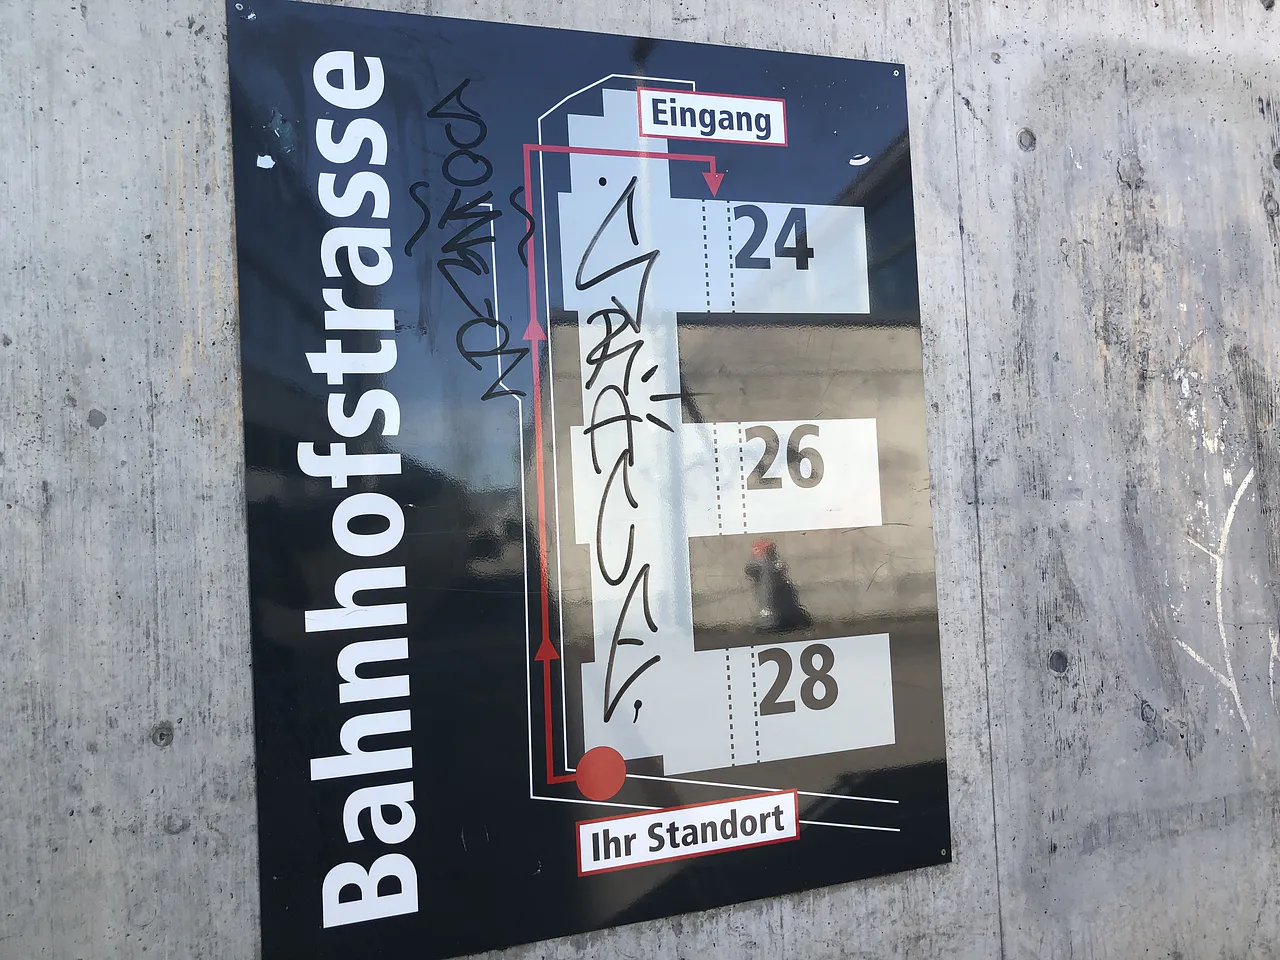 Bahnhofstrasse
Eingang
24
26
28
Ihr Standort